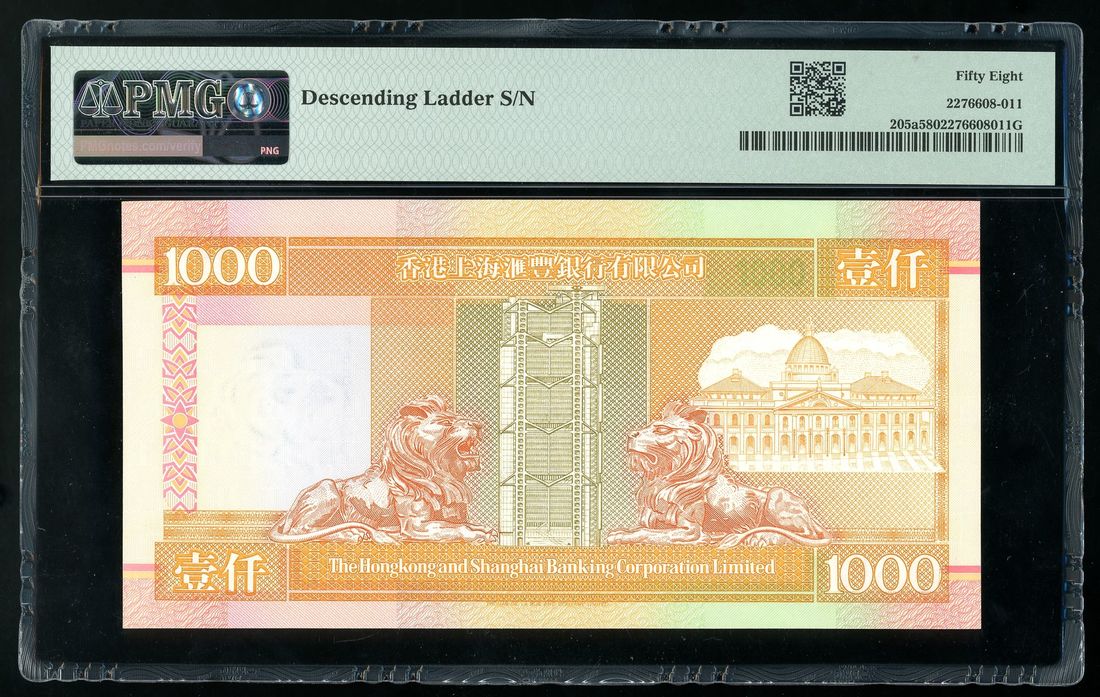 PMG
Descending Ladder S/N
PMGnotes.com/verify
PNG
Fifty Eight
2276608-011
205a5802276608011G
1000
香港上海滙豐銀行有限公司
1000
壹仟
壹仟
The Hongkong and Shanghai Banking Corporation Limited
1000